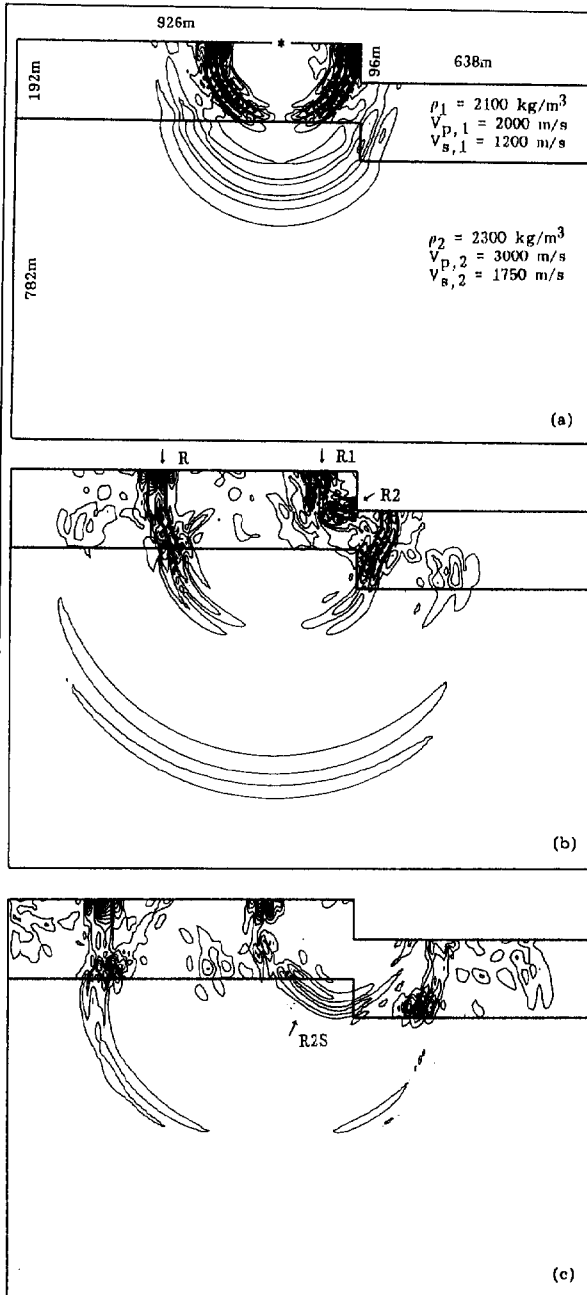 926m
*
192m
96m
638m
ρ1 = 2100 kg/m³
Vp,1 = 2000 m/s
Vs,1 = 1200 m/s
782m
ρ2 = 2300 kg/m³
Vp,2 = 3000 m/s
Vs,2 = 1750 m/s
(a)
↓ R
↓ R1
← R2
(b)
R2S
(c)